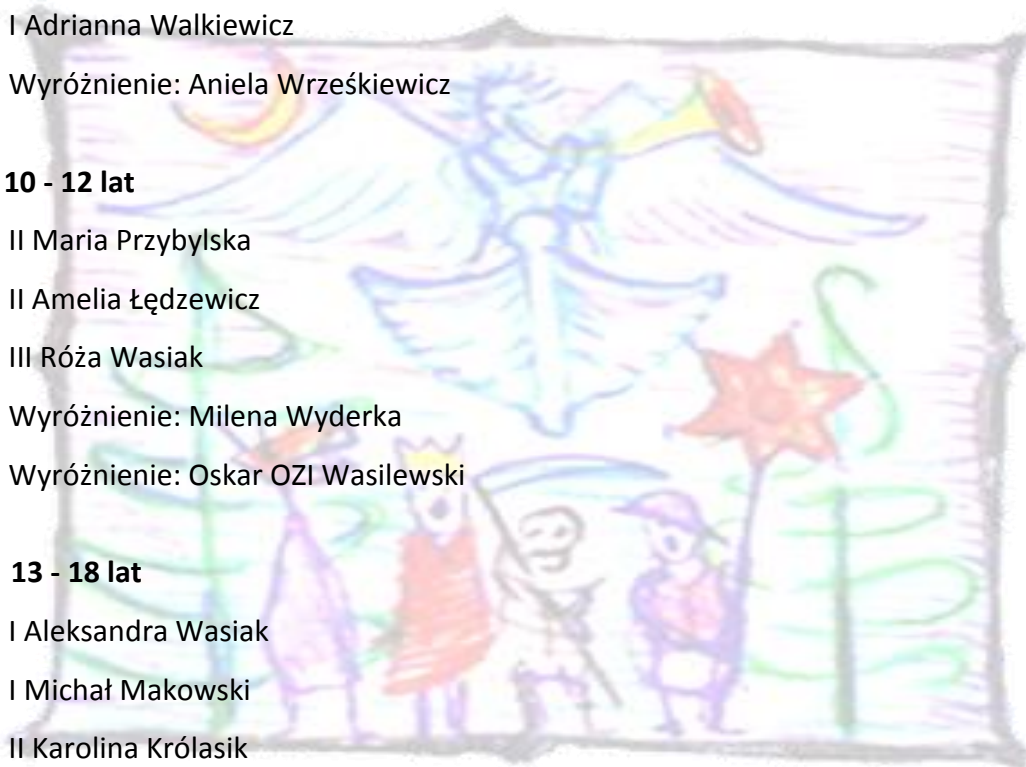 I Adrianna Walkiewicz
Wyróżnienie: Aniela Wrześkiewicz
10 - 12 lat
II Maria Przybylska
II Amelia Łędzewicz
III Róża Wasiak
Wyróżnienie: Milena Wyderka
Wyróżnienie: Oskar OZI Wasilewski
13 - 18 lat
I Aleksandra Wasiak
I Michał Makowski
II Karolina Królasik